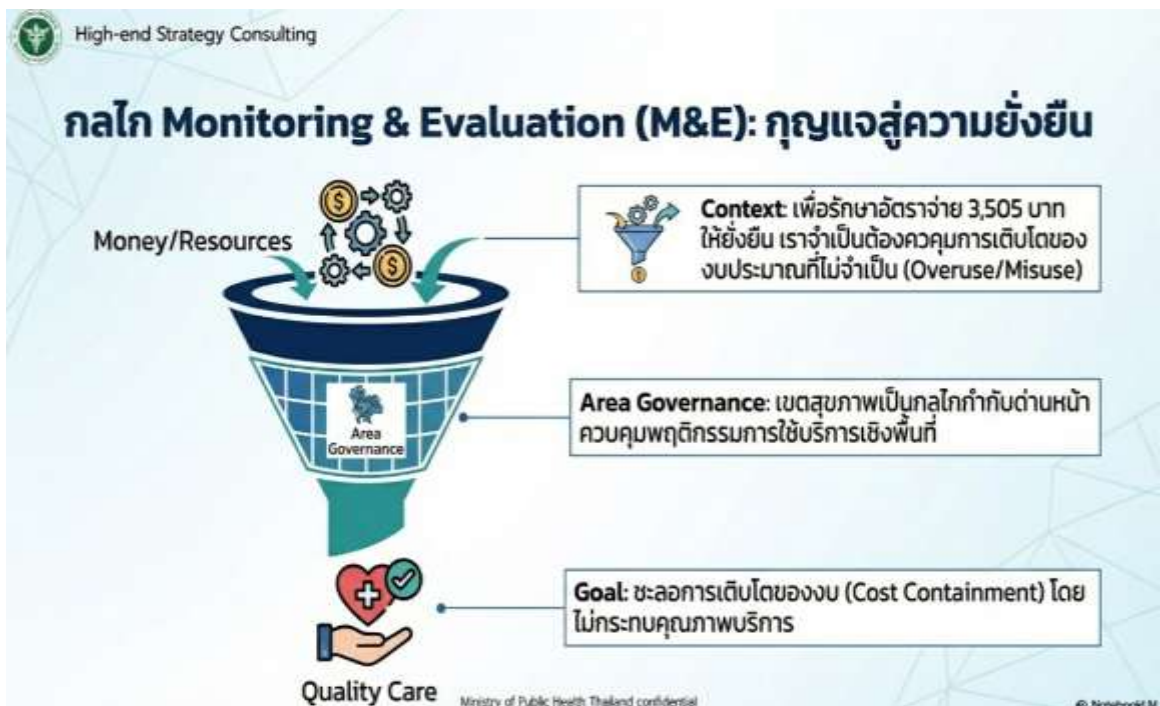 High-end Strategy Consulting
กลไก Monitoring & Evaluation (M&E): กุญแจสู่ความยั่งยืน
Money/Resources
Context: เพื่อรักษาอัตราจ่าย 3,505 บาท
ให้ยั่งยืน เราจำเป็นต้องควคุมการเติบโตของ
งบประมาณที่ไม่จำเป็น (Overuse/Misuse)
Area
Governance
Area Governance: เขตสุขภาพเป็นกลไกกำกับด่านหน้า
ควบคุมพฤติกรรมการใช้บริการเชิงพื้นที่
Goal: ชะลอการเติบโตของงบ (Cost Containment) โดย
ไม่กระทบคุณภาพบริการ
Quality Care
Ministry of Public Health Thailand confidential